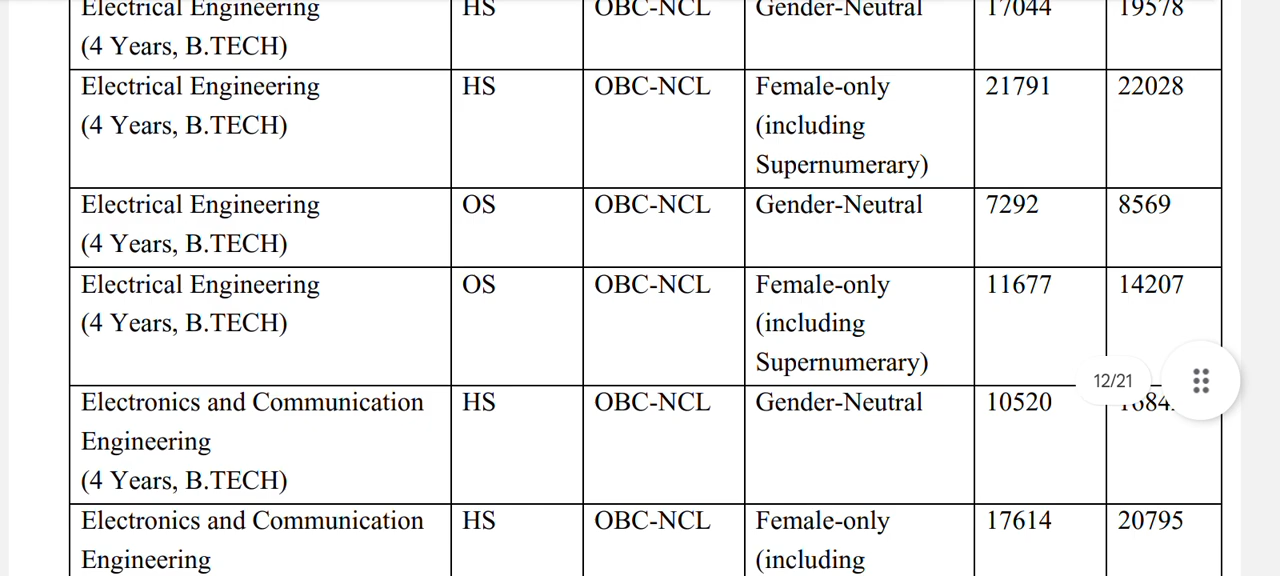 Electrical Engineering HS OBC-NCL Gender-Neutral 17044 19578
(4 Years, B.TECH)
Electrical Engineering HS OBC-NCL Female-only 21791 22028
(4 Years, B.TECH) (including
Supernumerary)
Electrical Engineering OS OBC-NCL Gender-Neutral 7292 8569
(4 Years, B.TECH)
Electrical Engineering OS OBC-NCL Female-only 11677 14207
(4 Years, B.TECH) (including
Supernumerary)
12/21
Electronics and Communication HS OBC-NCL Gender-Neutral 10520
Engineering
(4 Years, B.TECH)
Electronics and Communication HS OBC-NCL Female-only 17614 20795
Engineering (including